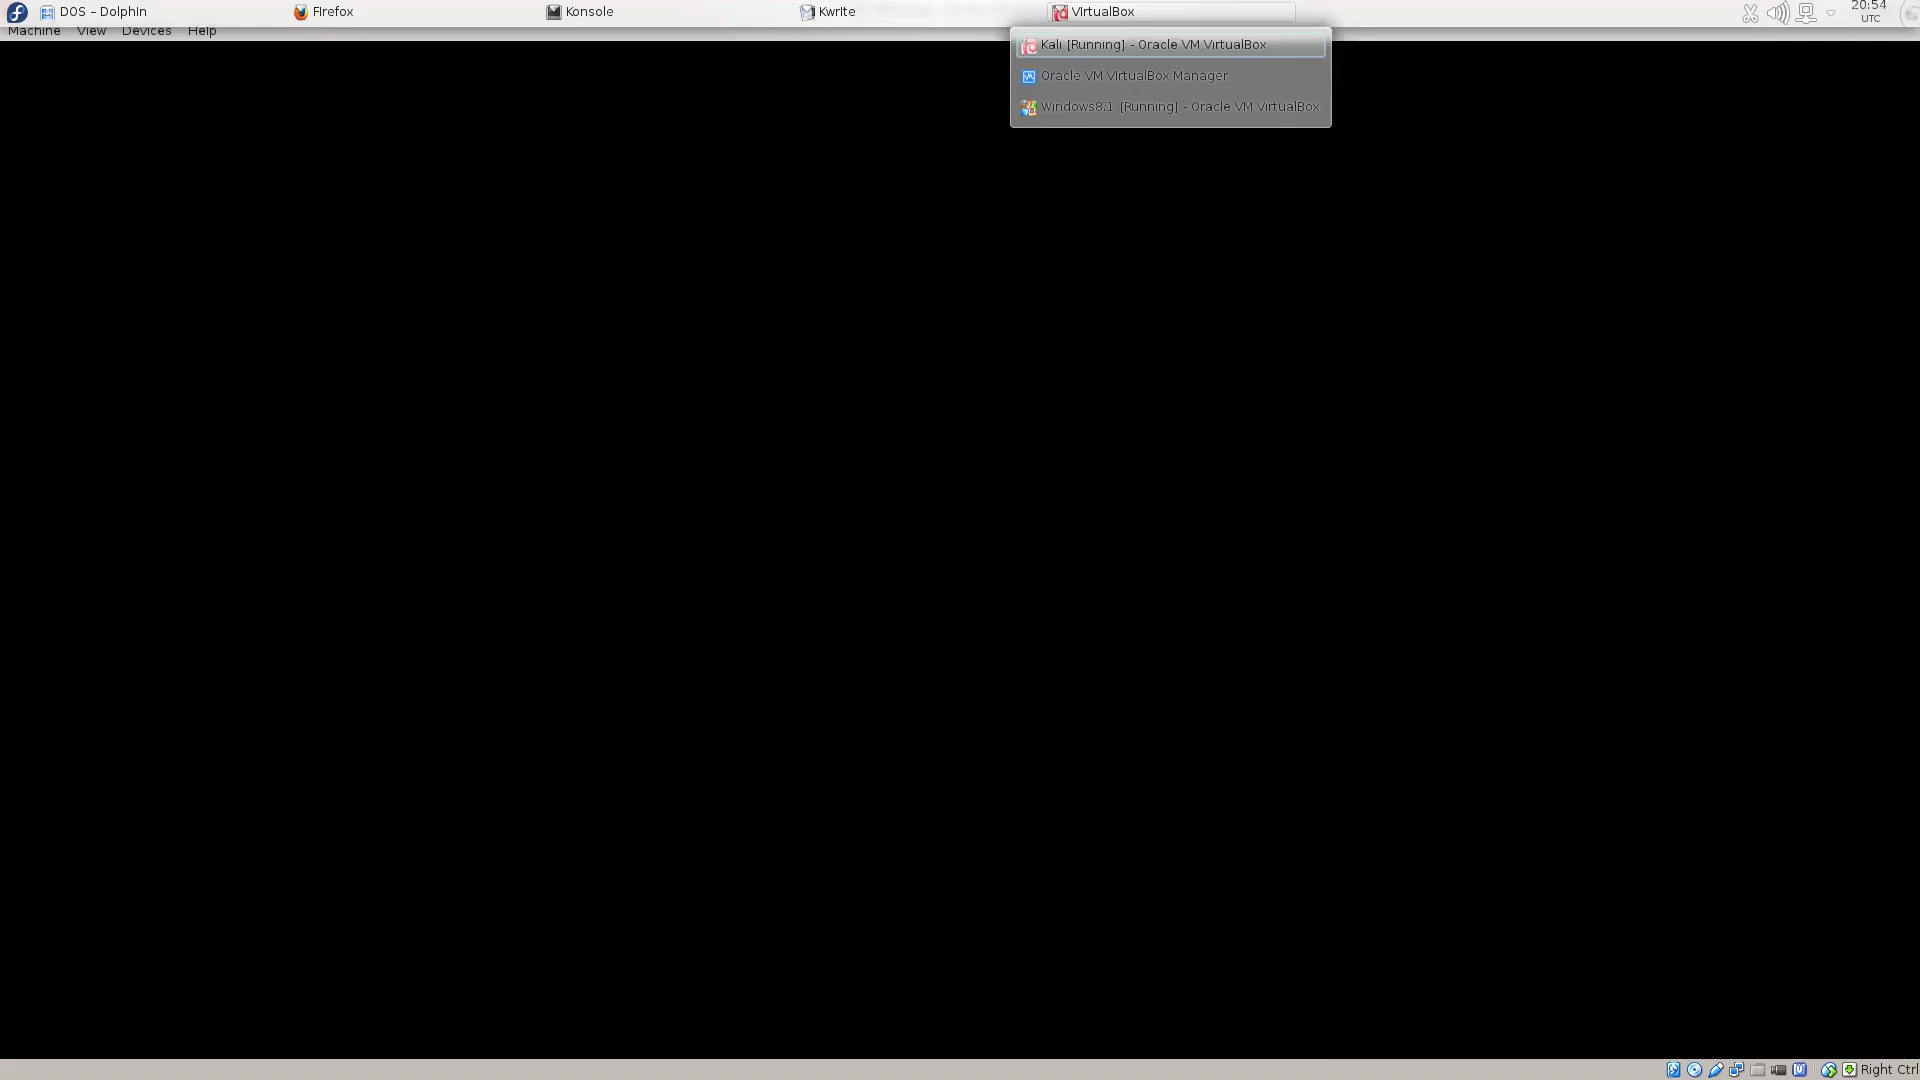 DOS - Dolphin Firefox Konsole Kwrite VirtualBox 20:54
UTC
Machine View Devices Help
Kali [Running] - Oracle VM VirtualBox
Oracle VM VirtualBox Manager
Windows8.1 [Running] - Oracle VM VirtualBox
Right Ctrl